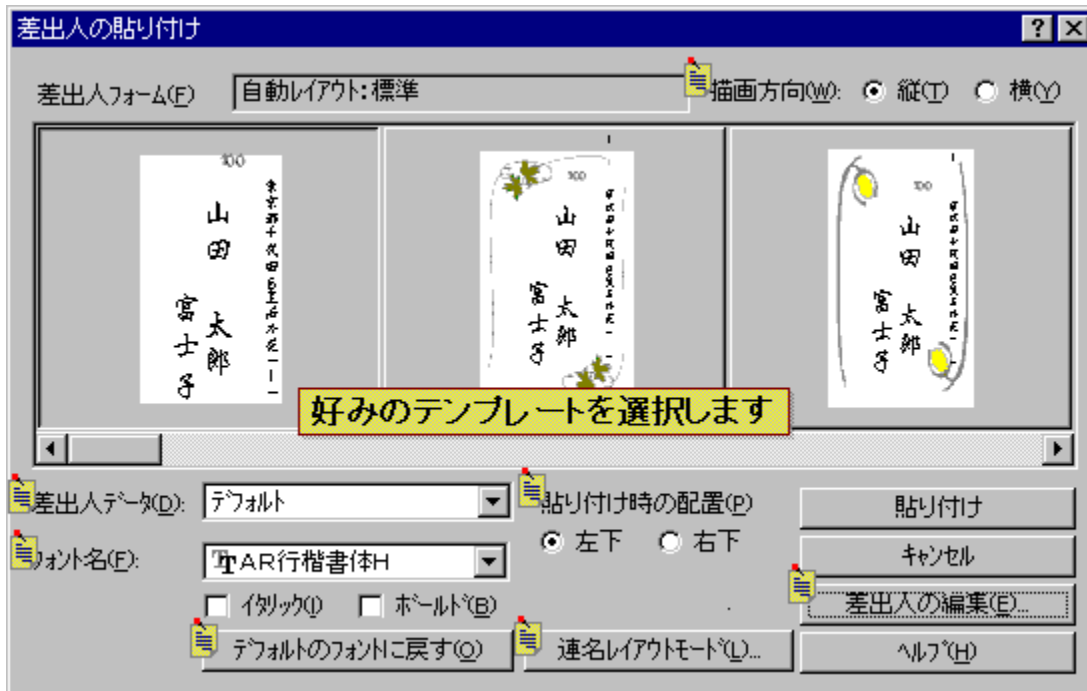 差出人の貼り付け
差出人フォーム(F)
自動レイアウト:標準
描画方向(W):
縦(T)
横(Y)
100
山田 太郎
富士子
100
山田 太郎
富士子
100
山田 太郎
富士子
好みのテンプレートを選択します
差出人データ(D):
デフォルト
貼り付け時の配置(P)
左下
右下
フォント名(F):
AR行楷書体H
イタリック(I)
ボールド(B)
デフォルトのフォントに戻す(O)
連名レイアウトモード(L)...
貼り付け
キャンセル
差出人の編集(E)...
ヘルプ(H)